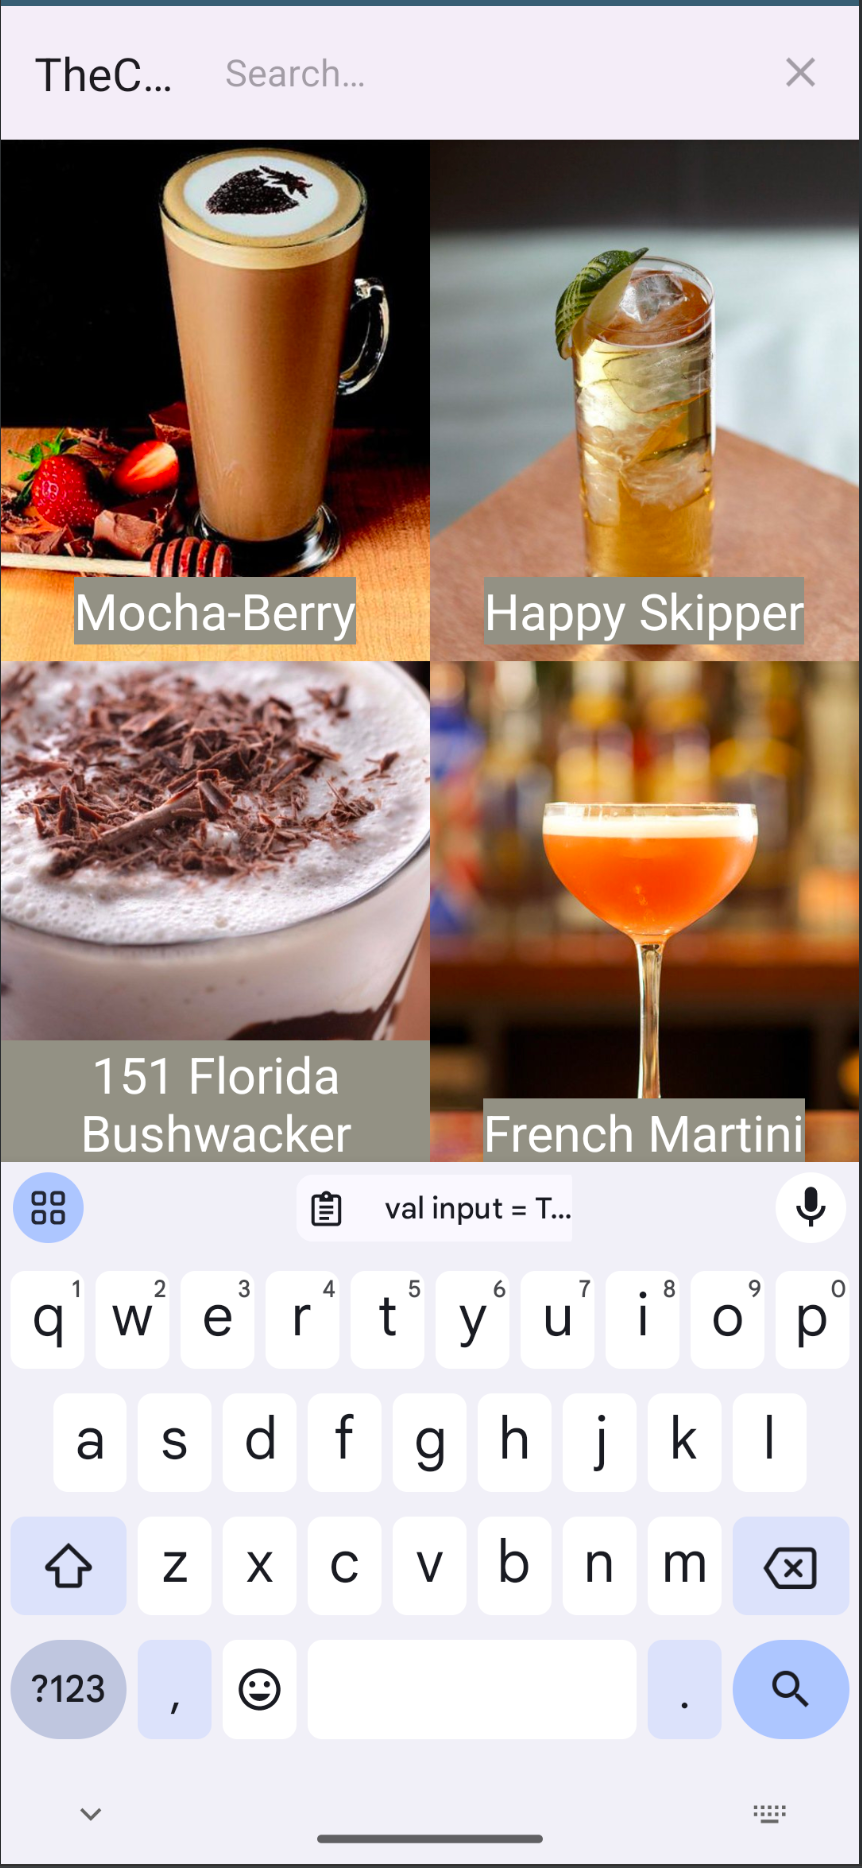 TheC... Search...
Mocha-Berry
Happy Skipper
151 Florida
Bushwacker
French Martini
val input = T...
1 2 3 4 5 6 7 8 9 0
q w e r t y u i o p
a s d f g h j k l
z x c v b n m
?123 , .